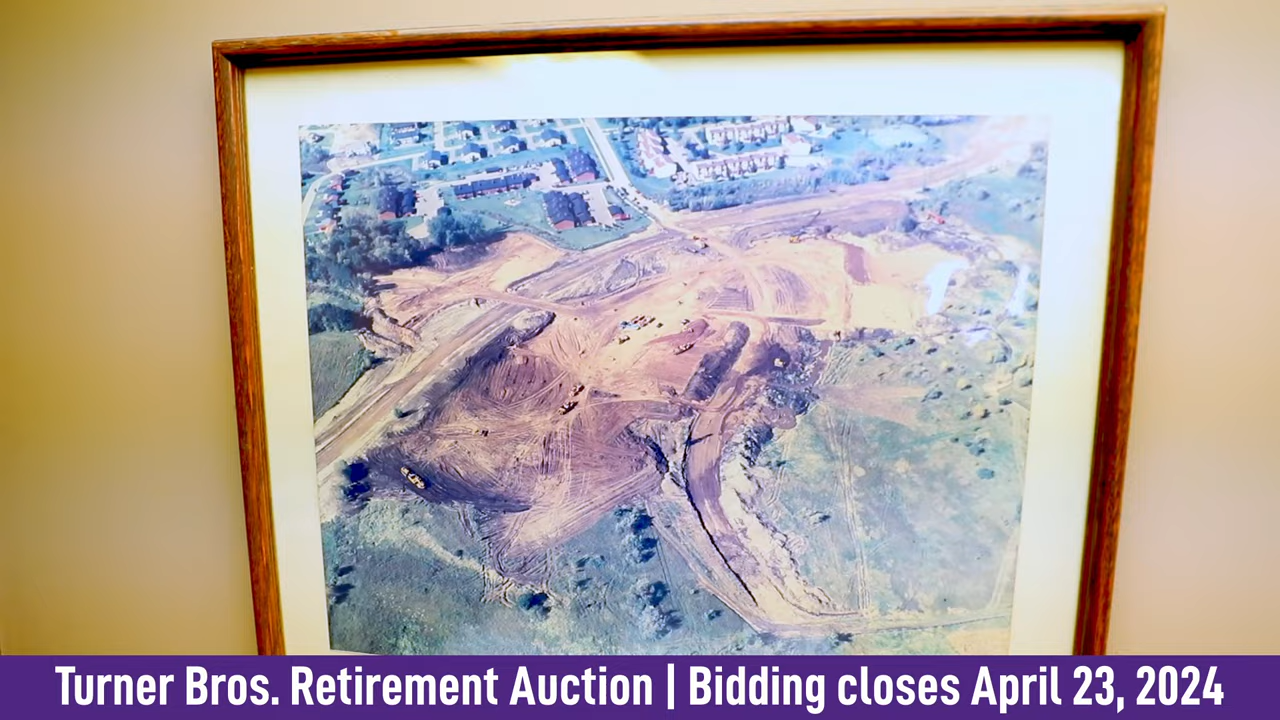 Turner Bros. Retirement Auction | Bidding closes April 23, 2024